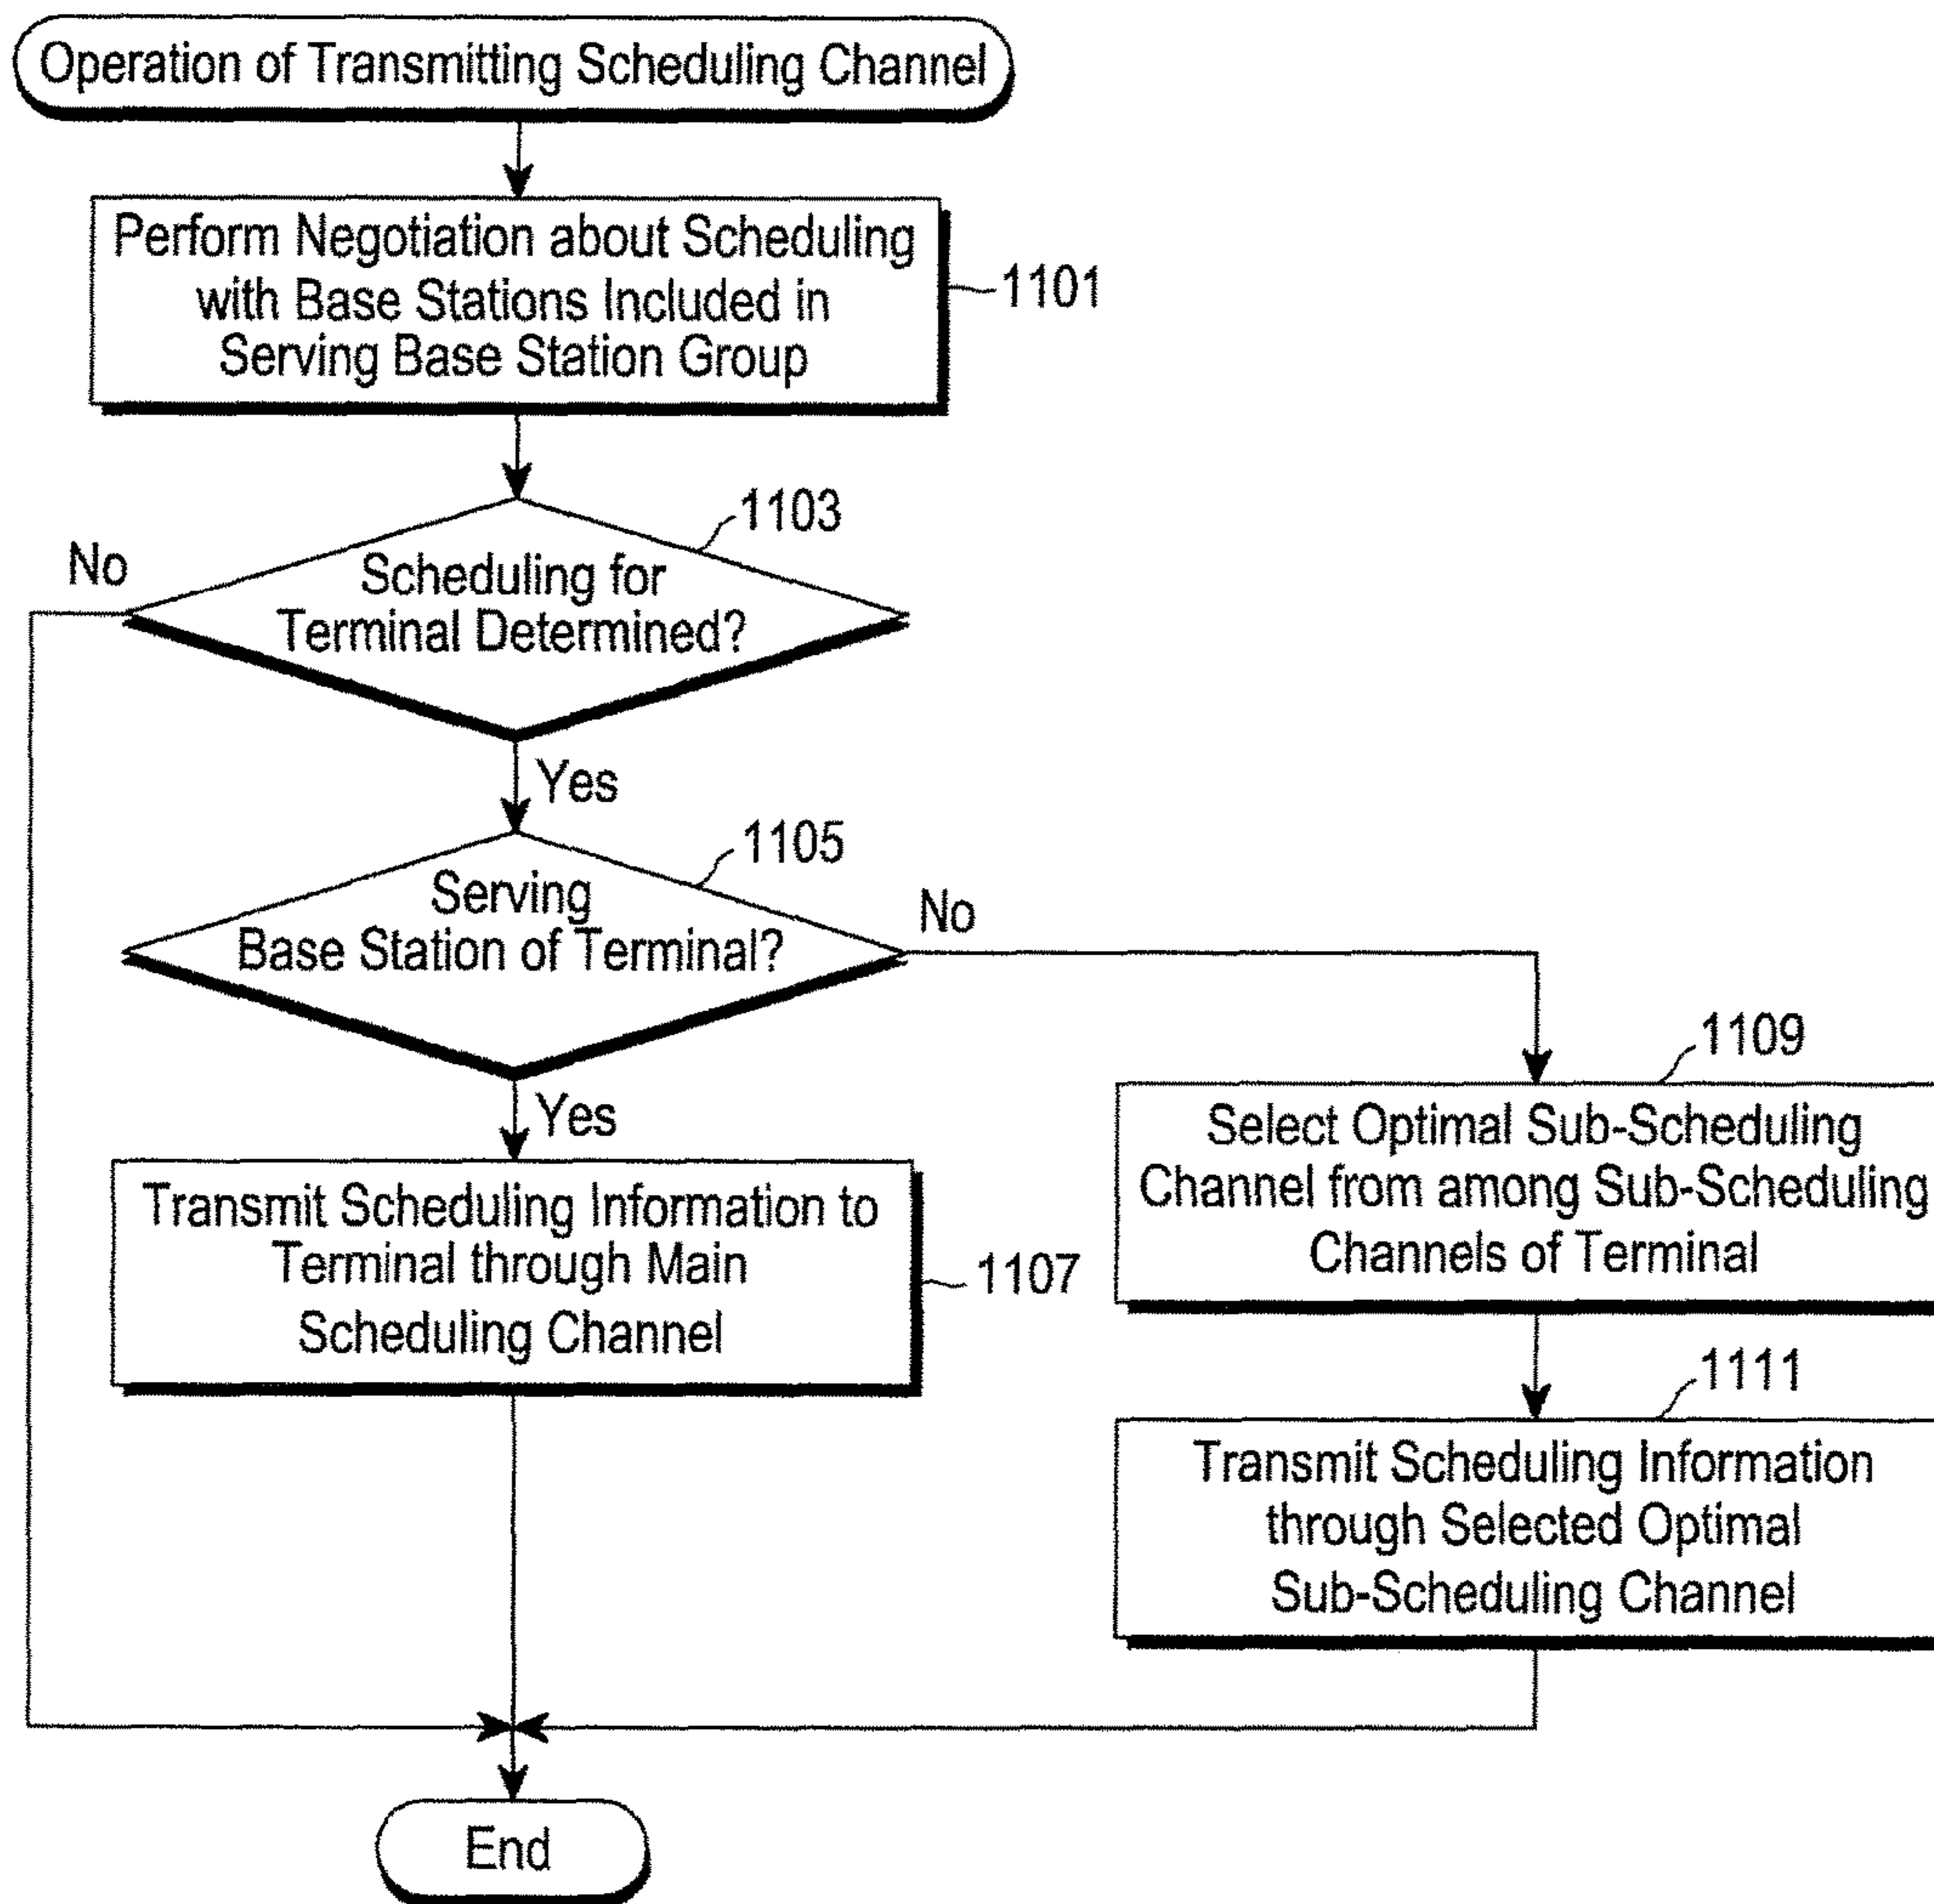 Operation of Transmitting Scheduling Channel
Perform Negotiation about Scheduling
with Base Stations Included in
Serving Base Station Group
1101
1103
No
Scheduling for
Terminal Determined?
Yes
1105
Serving
Base Station of Terminal?
No
Yes
1109
Select Optimal Sub-Scheduling
Channel from among Sub-Scheduling
Channels of Terminal
Transmit Scheduling Information to
Terminal through Main
Scheduling Channel
1107
1111
Transmit Scheduling Information
through Selected Optimal
Sub-Scheduling Channel
End